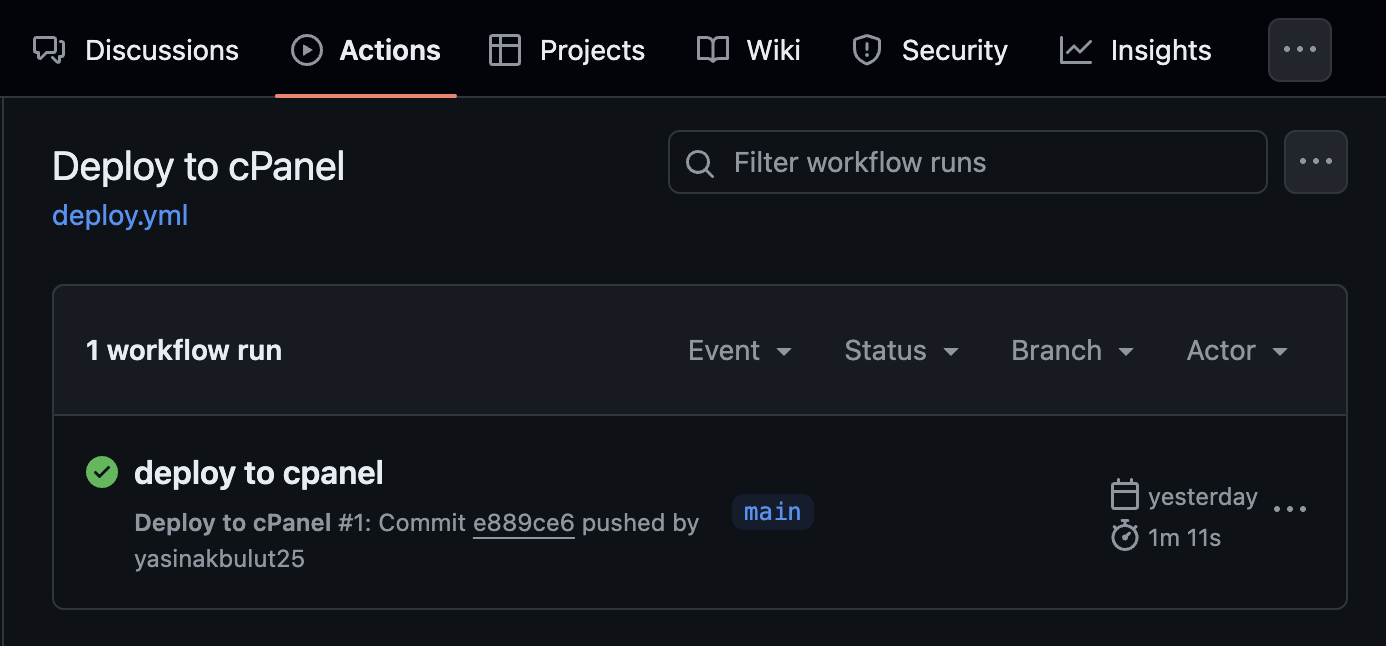 Discussions Actions Projects Wiki Security Insights
Deploy to cPanel
Filter workflow runs
deploy.yml
1 workflow run Event Status Branch Actor
deploy to cpanel
Deploy to cPanel #1: Commit e889ce6 pushed by
yasinakbulut25
main
yesterday
1m 11s